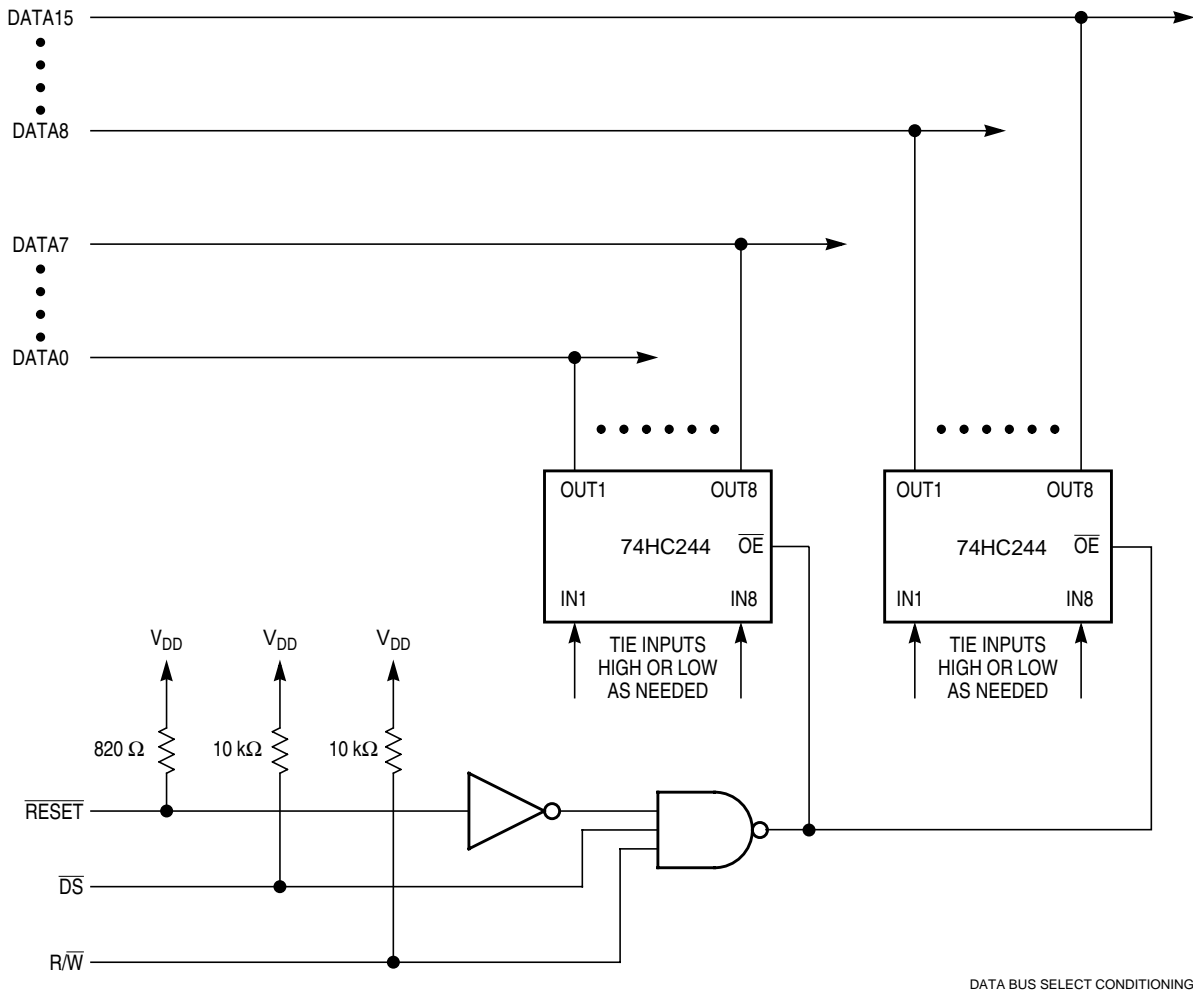 DATA15
DATA8
DATA7
DATA0
OUT1 OUT8
74HC244 OE
IN1 IN8
OUT1 OUT8
74HC244 OE
IN1 IN8
TIE INPUTS
HIGH OR LOW
AS NEEDED
TIE INPUTS
HIGH OR LOW
AS NEEDED
VDD VDD VDD
820 Ω 10 kΩ 10 kΩ
RESET
DS
R/W
DATA BUS SELECT CONDITIONING